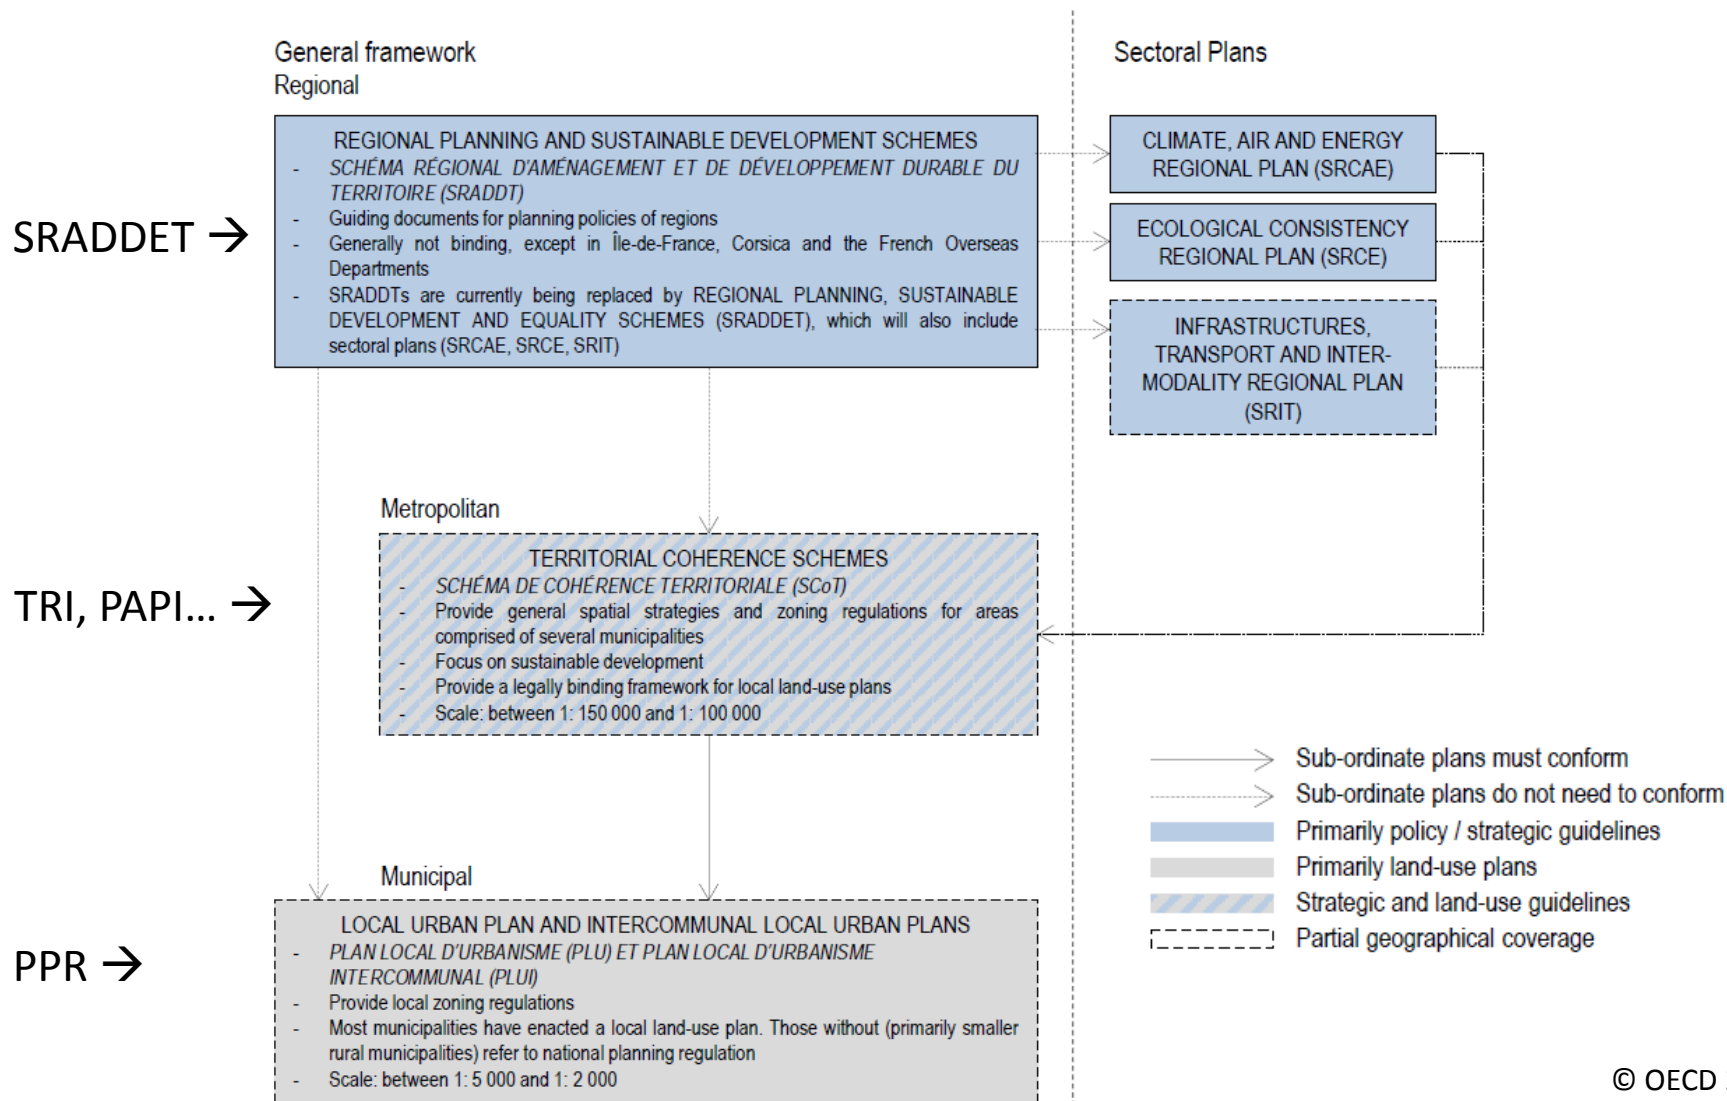 General framework
Regional
Sectoral Plans
SRADDET →
REGIONAL PLANNING AND SUSTAINABLE DEVELOPMENT SCHEMES
- SCHÉMA RÉGIONAL D'AMÉNAGEMENT ET DE DÉVELOPPEMENT DURABLE DU
TERRITOIRE (SRADDT)
- Guiding documents for planning policies of regions
- Generally not binding, except in Île-de-France, Corsica and the French Overseas
Departments
- SRADDTs are currently being replaced by REGIONAL PLANNING, SUSTAINABLE
DEVELOPMENT AND EQUALITY SCHEMES (SRADDET), which will also include
sectoral plans (SRCAE, SRCE, SRIT)
CLIMATE, AIR AND ENERGY
REGIONAL PLAN (SRCAE)
ECOLOGICAL CONSISTENCY
REGIONAL PLAN (SRCE)
INFRASTRUCTURES,
TRANSPORT AND INTER-
MODALITY REGIONAL PLAN
(SRIT)
Metropolitan
TRI, PAPI... →
TERRITORIAL COHERENCE SCHEMES
- SCHÉMA DE COHÉRENCE TERRITORIALE (SCoT)
- Provide general spatial strategies and zoning regulations for areas
comprised of several municipalities
- Focus on sustainable development
- Provide a legally binding framework for local land-use plans
- Scale: between 1: 150 000 and 1: 100 000
Municipal
PPR →
LOCAL URBAN PLAN AND INTERCOMMUNAL LOCAL URBAN PLANS
- PLAN LOCAL D'URBANISME (PLU) ET PLAN LOCAL D'URBANISME
INTERCOMMUNAL (PLUI)
- Provide local zoning regulations
- Most municipalities have enacted a local land-use plan. Those without (primarily smaller
rural municipalities) refer to national planning regulation
- Scale: between 1: 5 000 and 1: 2 000
Sub-ordinate plans must conform
Sub-ordinate plans do not need to conform
Primarily policy / strategic guidelines
Primarily land-use plans
Strategic and land-use guidelines
Partial geographical coverage
© OECD